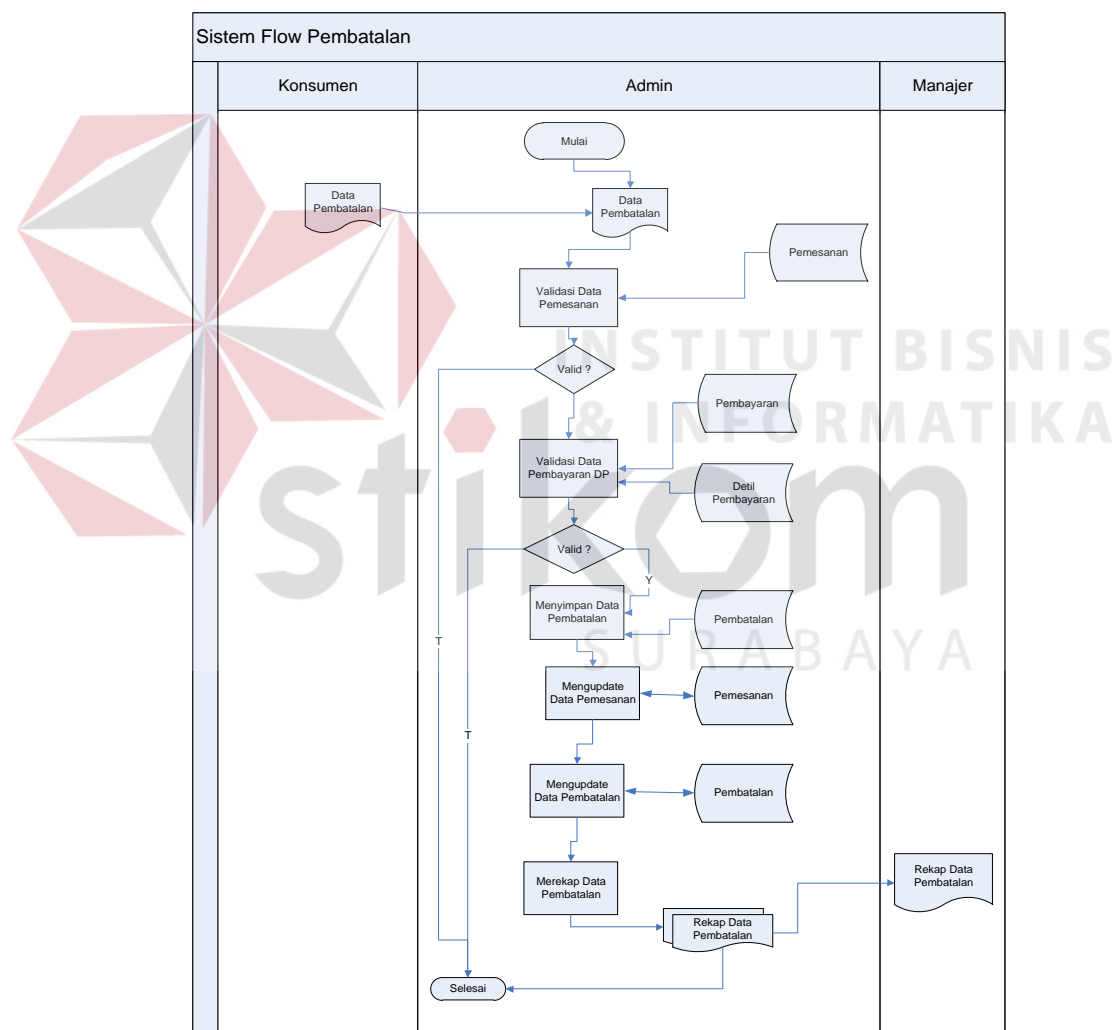 Sistem Flow Pembatalan
Konsumen
Admin
Manajer
Mulai
Data
Pembatalan
Data
Pembatalan
Pemesanan
Validasi Data
Pemesanan
INSTITUT BISNIS
Valid ?
Pembayaran
& INFORMATIKA
Validasi Data
Pembayaran DP
Detil
Pembayaran
stikom
Valid ?
Y
Menyimpan Data
Pembatalan
Pembatalan
T
SURABAYA
Mengupdate
Data Pemesanan
Pemesanan
T
Mengupdate
Data Pembatalan
Pembatalan
Merekap Data
Pembatalan
Rekap Data
Pembatalan
Rekap Data
Pembatalan
Selesai